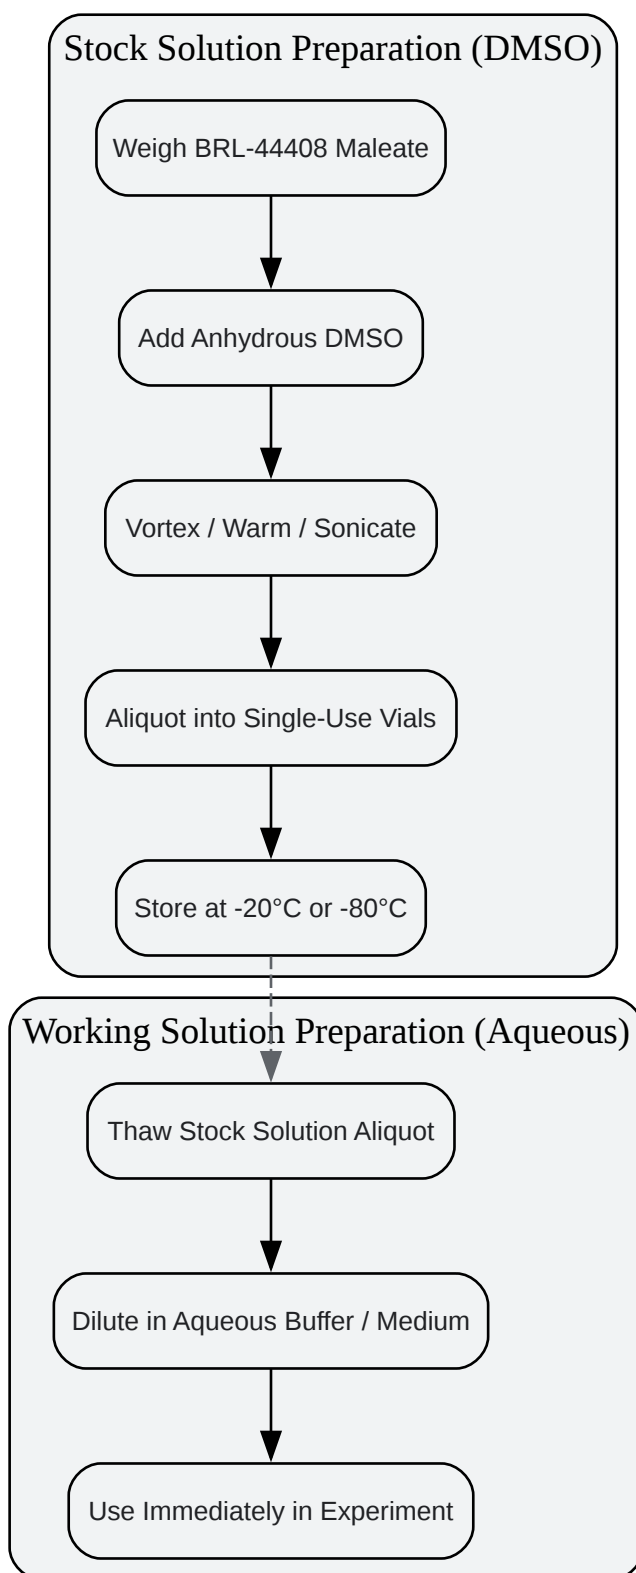 Stock Solution Preparation (DMSO)
Weigh BRL-44408 Maleate
Add Anhydrous DMSO
Vortex / Warm / Sonicate
Aliquot into Single-Use Vials
Store at -20°C or -80°C
Working Solution Preparation (Aqueous)
Thaw Stock Solution Aliquot
Dilute in Aqueous Buffer / Medium
Use Immediately in Experiment